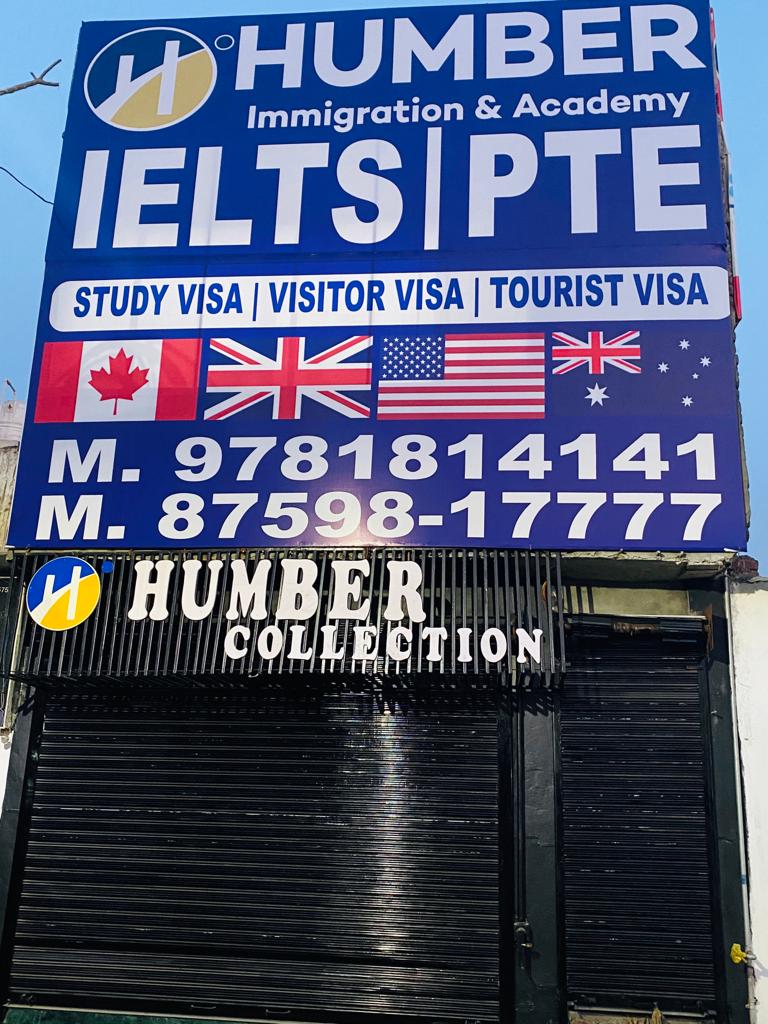 HUMBER
Immigration & Academy
IELTS|PTE
STUDY VISA | VISITOR VISA | TOURIST VISA
M. 9781814141
M. 87598-17777
H HUMBER
COLLECTION